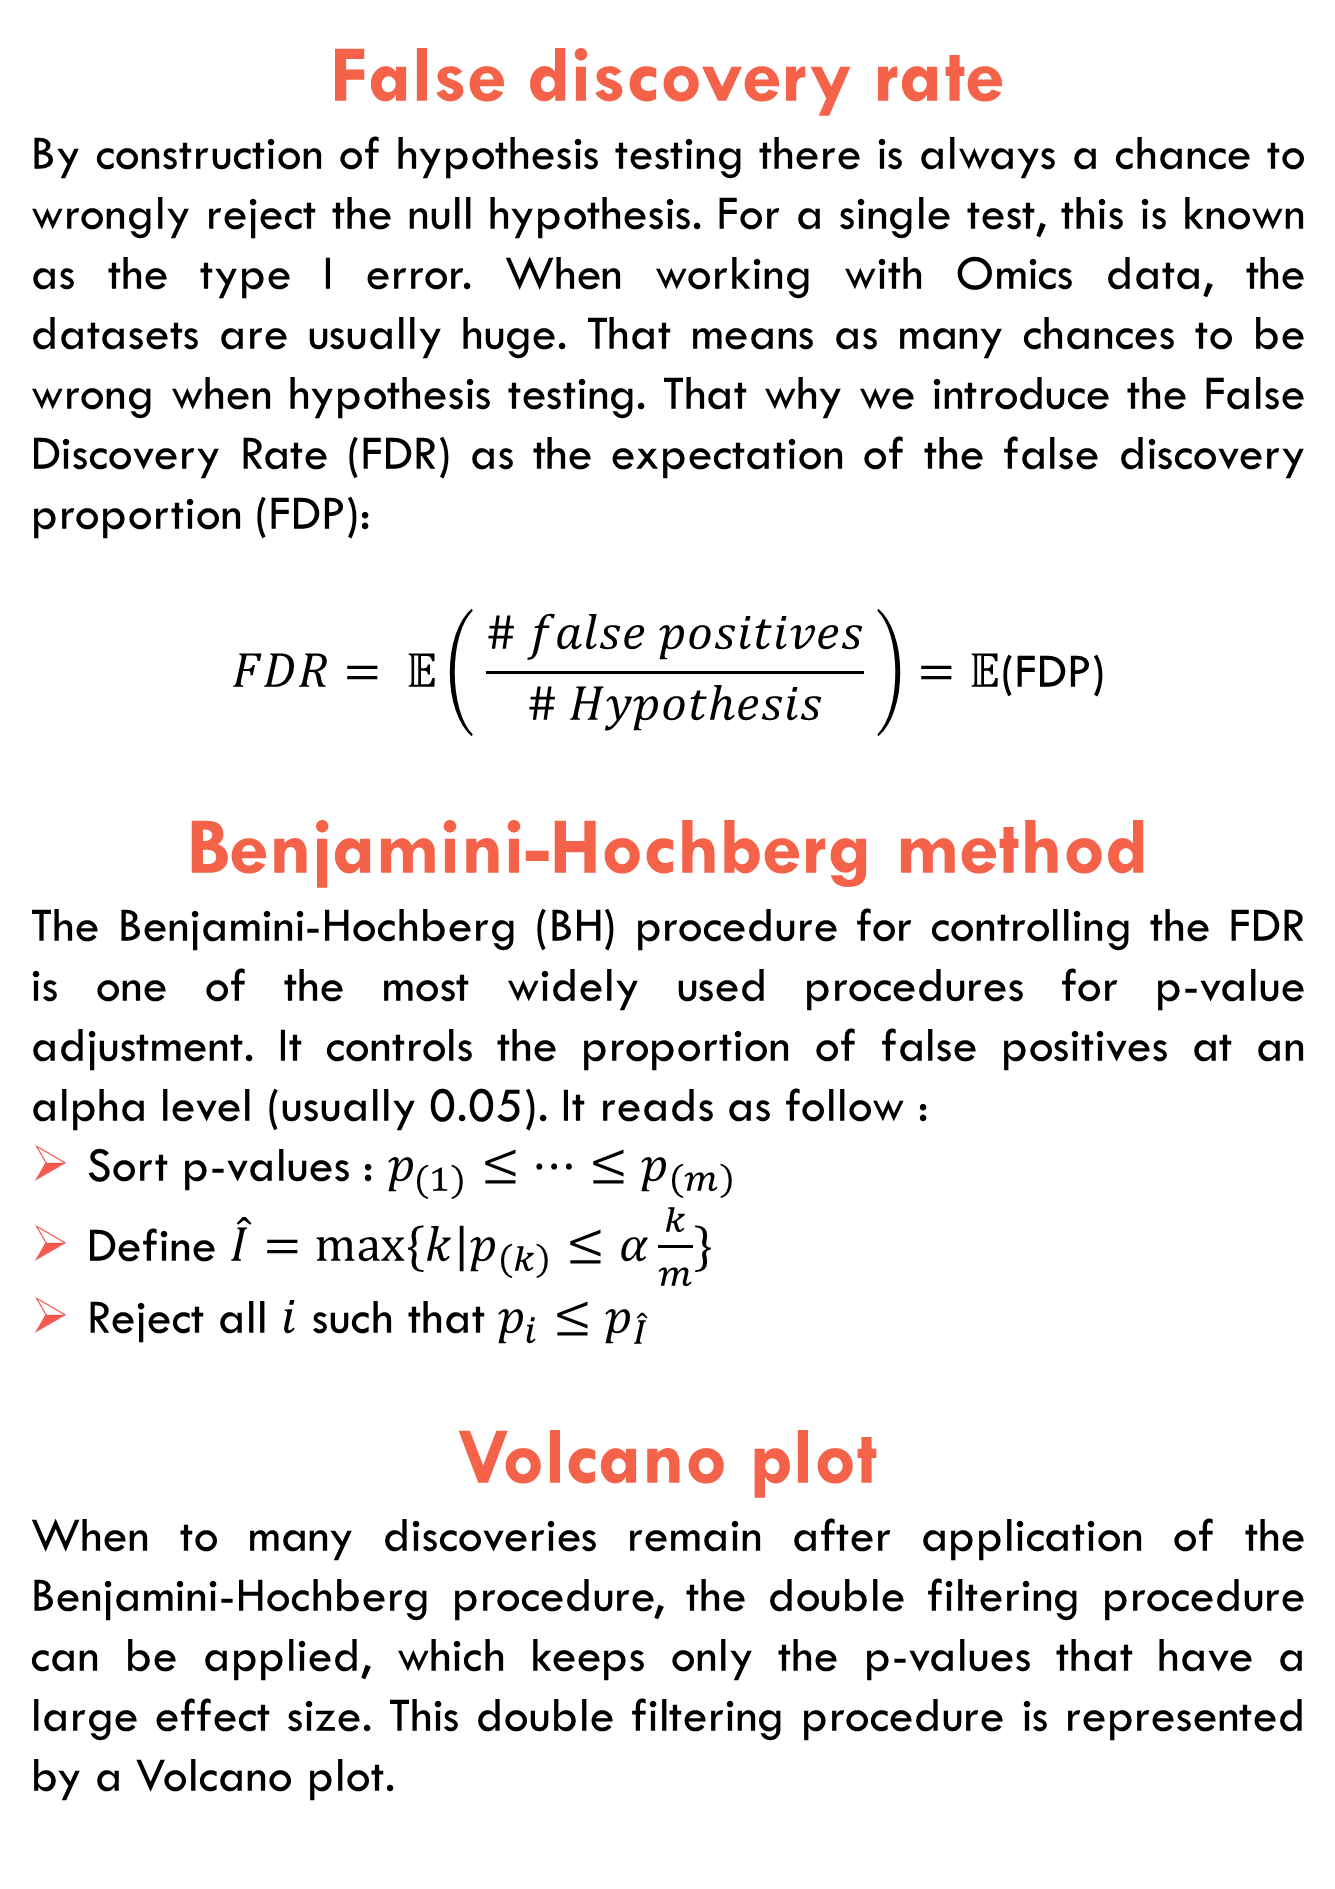 False discovery rate
By construction of hypothesis testing there is always a chance to
wrongly reject the null hypothesis. For a single test, this is known
as the type I error. When working with Omics data, the
datasets are usually huge. That means as many chances to be
wrong when hypothesis testing. That why we introduce the False
Discovery Rate (FDR) as the expectation of the false discovery
proportion (FDP):
FDR = 𝔼 ( # false positives / # Hypothesis ) = 𝔼(FDP)
Benjamini-Hochberg method
The Benjamini-Hochberg (BH) procedure for controlling the FDR
is one of the most widely used procedures for p-value
adjustment. It controls the proportion of false positives at an
alpha level (usually 0.05). It reads as follow :
➢ Sort p-values : p₍₁₎ ≤ ⋯ ≤ p₍ₘ₎
➢ Define Î = max{k|p₍ₖ₎ ≤ α k/m}
➢ Reject all i such that pᵢ ≤ p_Î
Volcano plot
When to many discoveries remain after application of the
Benjamini-Hochberg procedure, the double filtering procedure
can be applied, which keeps only the p-values that have a
large effect size. This double filtering procedure is represented
by a Volcano plot.